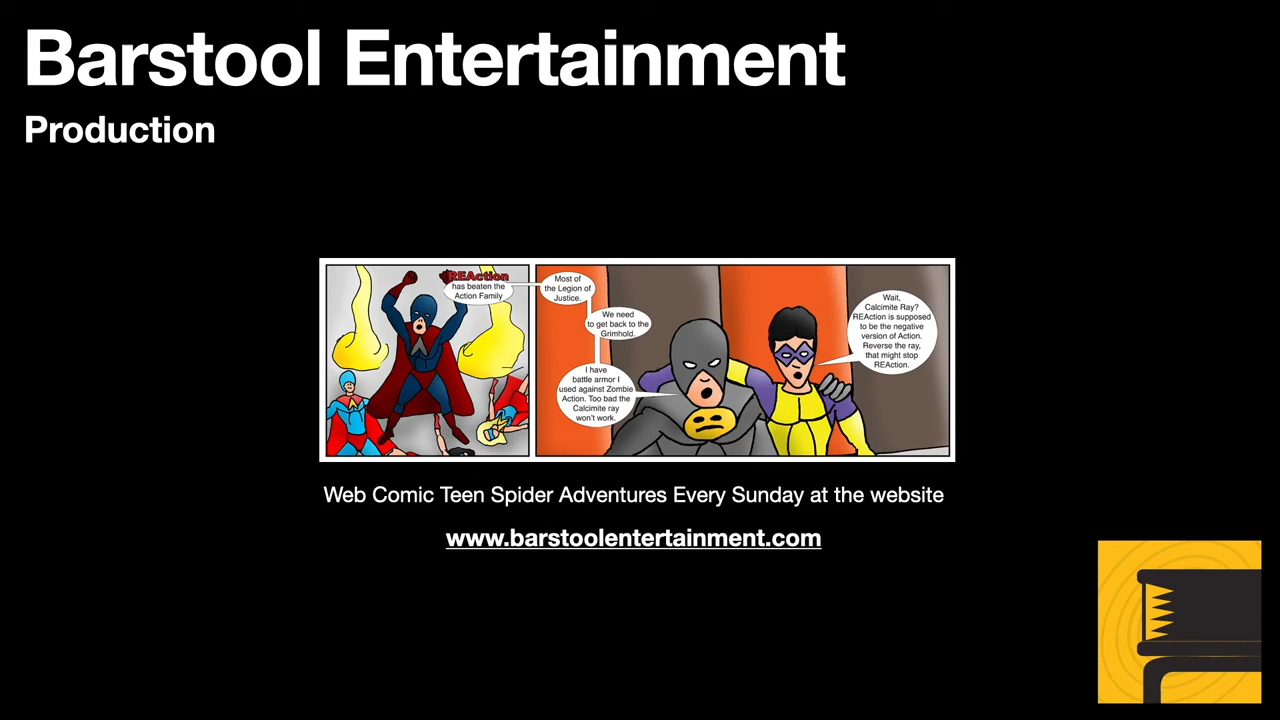 Barstool Entertainment
Production
REAction
has beaten the
Action Family
Most of
the Legion of
Justice.
We need
to get back to the
Grimhold.
I have
battle armor I
used against Zombie
Action. Too bad the
Calcimite ray
won't work.
Wait,
Calcimite Ray?
REAction is supposed
to be the negative
version of Action.
Reverse the ray,
that might stop
REAction.
Web Comic Teen Spider Adventures Every Sunday at the website
www.barstoolentertainment.com